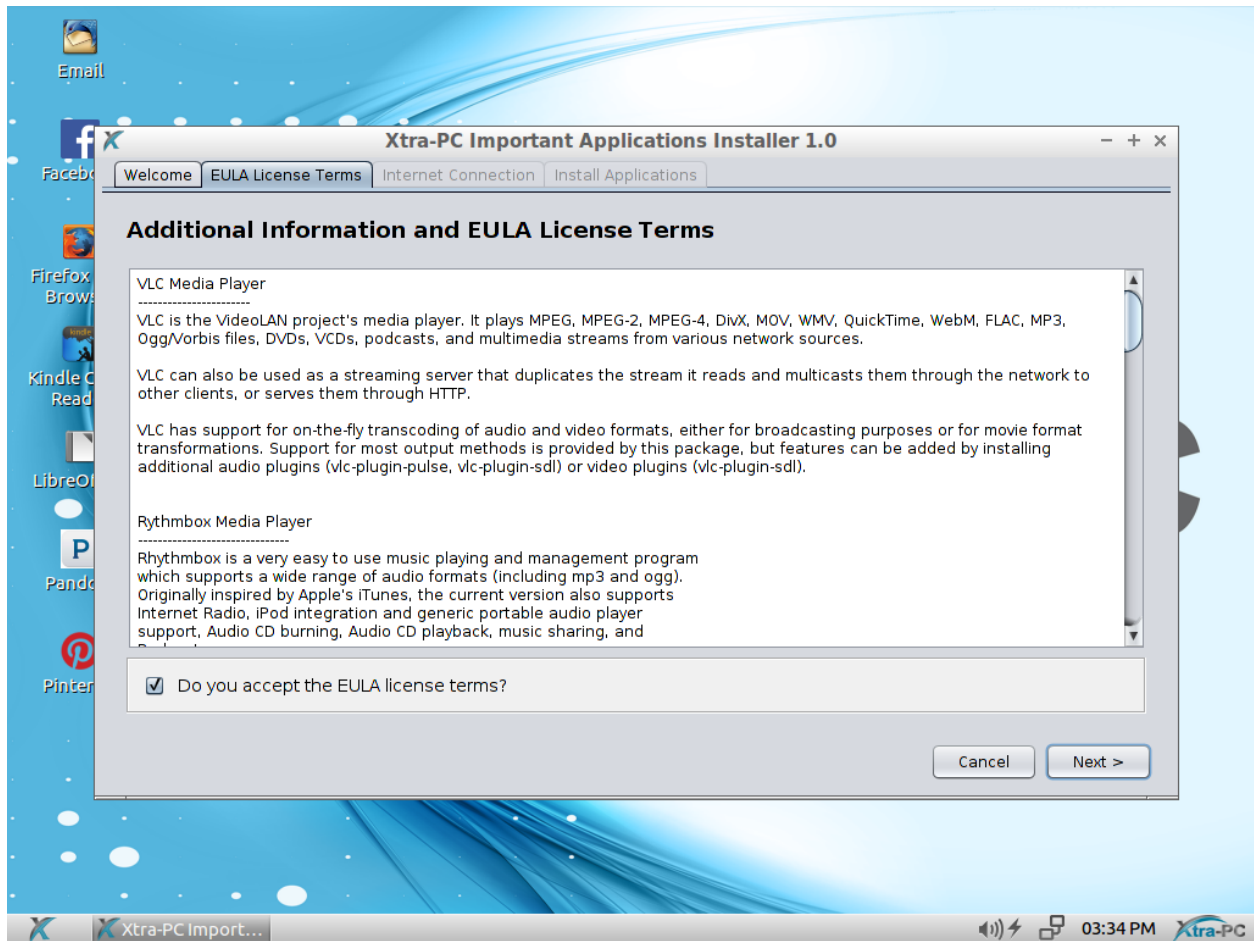 Email
Xtra-PC Important Applications Installer 1.0
Welcome
EULA License Terms
Internet Connection
Install Applications
Additional Information and EULA License Terms
VLC Media Player
-----------------------
VLC is the VideoLAN project's media player. It plays MPEG, MPEG-2, MPEG-4, DivX, MOV, WMV, QuickTime, WebM, FLAC, MP3,
Ogg/Vorbis files, DVDs, VCDs, podcasts, and multimedia streams from various network sources.
VLC can also be used as a streaming server that duplicates the stream it reads and multicasts them through the network to
other clients, or serves them through HTTP.
VLC has support for on-the-fly transcoding of audio and video formats, either for broadcasting purposes or for movie format
transformations. Support for most output methods is provided by this package, but features can be added by installing
additional audio plugins (vlc-plugin-pulse, vlc-plugin-sdl) or video plugins (vlc-plugin-sdl).
Rythmbox Media Player
-------------------------------
Rhythmbox is a very easy to use music playing and management program
which supports a wide range of audio formats (including mp3 and ogg).
Originally inspired by Apple's iTunes, the current version also supports
Internet Radio, iPod integration and generic portable audio player
support, Audio CD burning, Audio CD playback, music sharing, and
Do you accept the EULA license terms?
Cancel
Next >
Facebo
Firefox
Brows
kindle
Kindle C
Read
LibreOf
P
Pando
Pinter
Xtra-PC Import...
03:34 PM
Xtra-PC